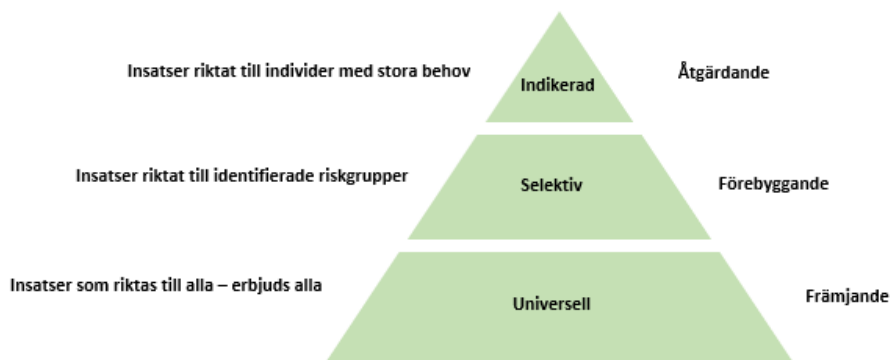 Insatser riktat till individer med stora behov
Indikerad
Åtgärdande
Insatser riktat till identifierade riskgrupper
Selektiv
Förebyggande
Insatser som riktas till alla – erbjuds alla
Universell
Främjande